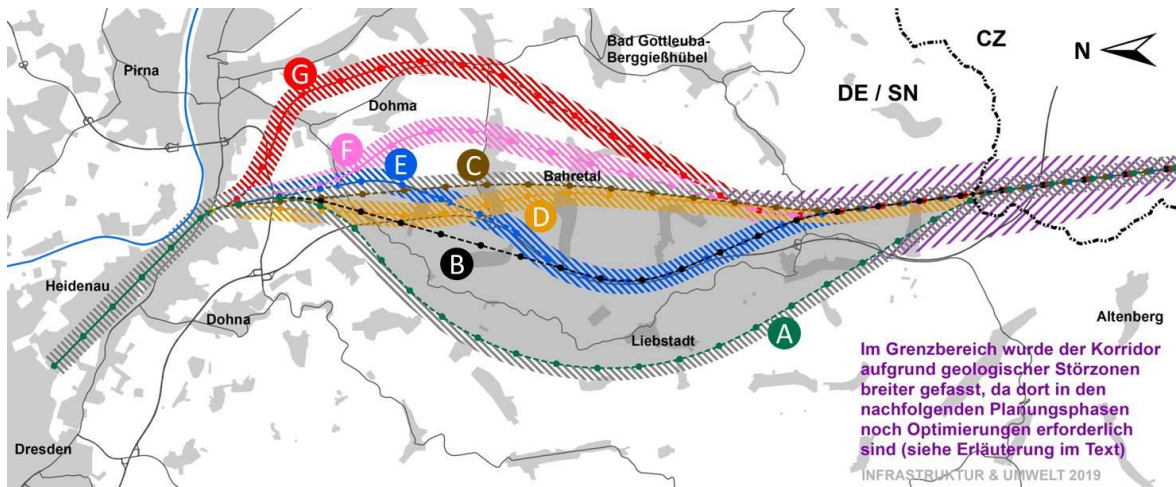 Pirna
Bad Gottleuba-
Berggießhübel
CZ
N
DE / SN
G
Dohma
F
E
C
Bahretal
D
B
Heidenau
Dohna
A
Liebstadt
Altenberg
Im Grenzbereich wurde der Korridor
aufgrund geologischer Störzonen
breiter gefasst, da dort in den
nachfolgenden Planungsphasen
noch Optimierungen erforderlich
sind (siehe Erläuterung im Text)
Dresden
INFRASTRUKTUR & UMWELT 2019